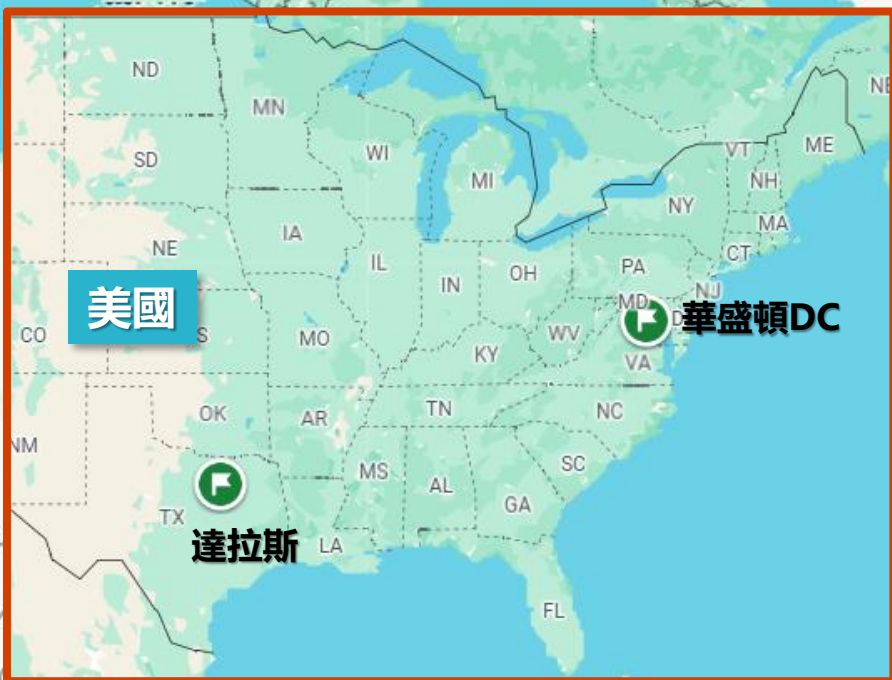 ND
MN
SD
WI
MI
VT
ME
NH
NY
MA
NE
IA
CT
IL
IN
OH
PA
NJ
MD
美國
華盛頓DC
CO
S
MO
WV
KY
VA
OK
AR
TN
NC
NM
MS
AL
SC
GA
TX
達拉斯
LA
FL